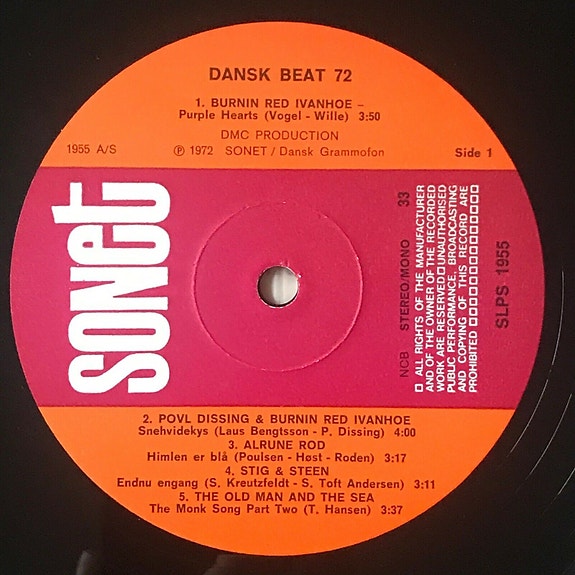 DANSK BEAT 72
1. BURNIN RED IVANHOE –
Purple Hearts (Vogel - Wille) 3:50
DMC PRODUCTION
1955 A/S
℗ 1972 SONET / Dansk Grammofon
Side 1
sonet
NCB STEREO/MONO 33
□ ALL RIGHTS OF THE MANUFACTURER
AND OF THE OWNER OF THE RECORDED
WORK ARE RESERVED □ UNAUTHORISED
PUBLIC PERFORMANCE, BROADCASTING
AND COPYING OF THIS RECORD ARE
PROHIBITED □□□□□□□□□□□□
SLPS 1955
2. POVL DISSING & BURNIN RED IVANHOE
Snehvidekys (Laus Bengtsson - P. Dissing) 4:00
3. ALRUNE ROD
Himlen er blå (Poulsen - Høst - Roden) 3:17
4. STIG & STEEN
Endnu engang (S. Kreutzfeldt - S. Toft Andersen) 3:11
5. THE OLD MAN AND THE SEA
The Monk Song Part Two (T. Hansen) 3:37